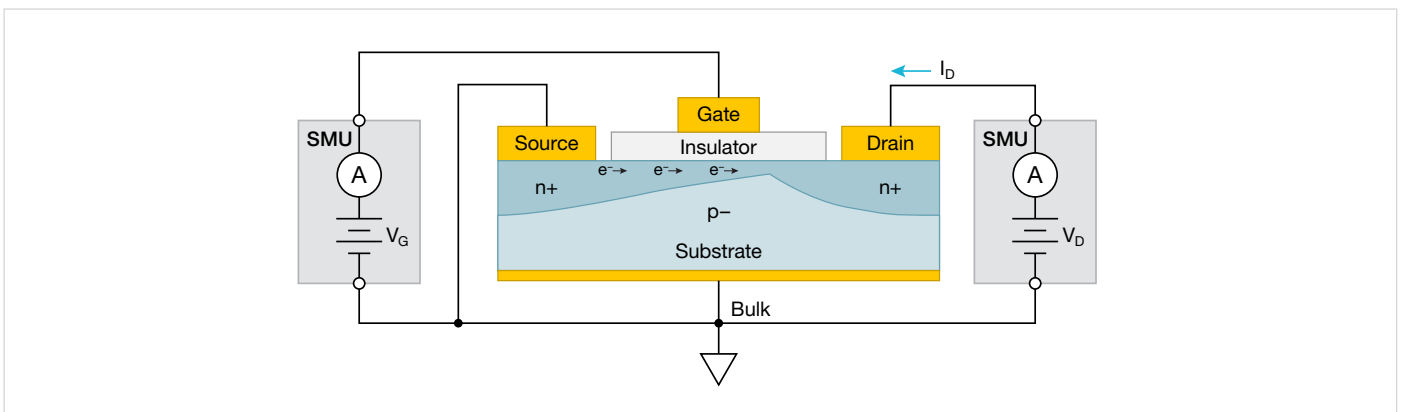 I_D
Gate
SMU
Source
Insulator
Drain
SMU
A
e⁻→ e⁻→ e⁻→
A
n+
n+
p–
V_G
V_D
Substrate
Bulk